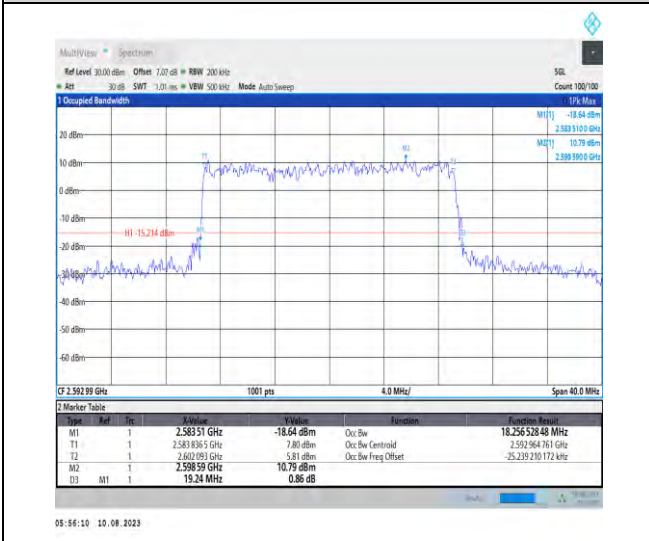 MultiView Spectrum
Ref Level 30.00 dBm Offset 7.07 dB RBW 200 kHz SGL
Att 30 dB SWT 1.01 ms VBW 500 kHz Mode Auto Sweep Count 100/100
1 Occupied Bandwidth 1Pk Max
M1[1] -18.64 dBm
2.583 5100 GHz
M2[1] 10.79 dBm
2.598 5900 GHz
20 dBm
T1 M2 T2
10 dBm
0 dBm
-10 dBm
H1 -15.214 dBm
M1 D3
-20 dBm
-30 dBm
-40 dBm
-50 dBm
-60 dBm
CF 2.592 99 GHz 1001 pts 4.0 MHz/ Span 40.0 MHz
2 Marker Table
Type Ref Trc X-Value Y-Value Function Function Result
M1 1 2.583 51 GHz -18.64 dBm Occ Bw 18.256 528 48 MHz
T1 1 2.583 836 5 GHz 7.80 dBm Occ Bw Centroid 2.592 964 761 GHz
T2 1 2.602 093 GHz 5.81 dBm Occ Bw Freq Offset -25.239 210 172 kHz
M2 1 2.598 59 GHz 10.79 dBm
D3 M1 1 19.24 MHz 0.86 dB
05:56:10 10.08.2023